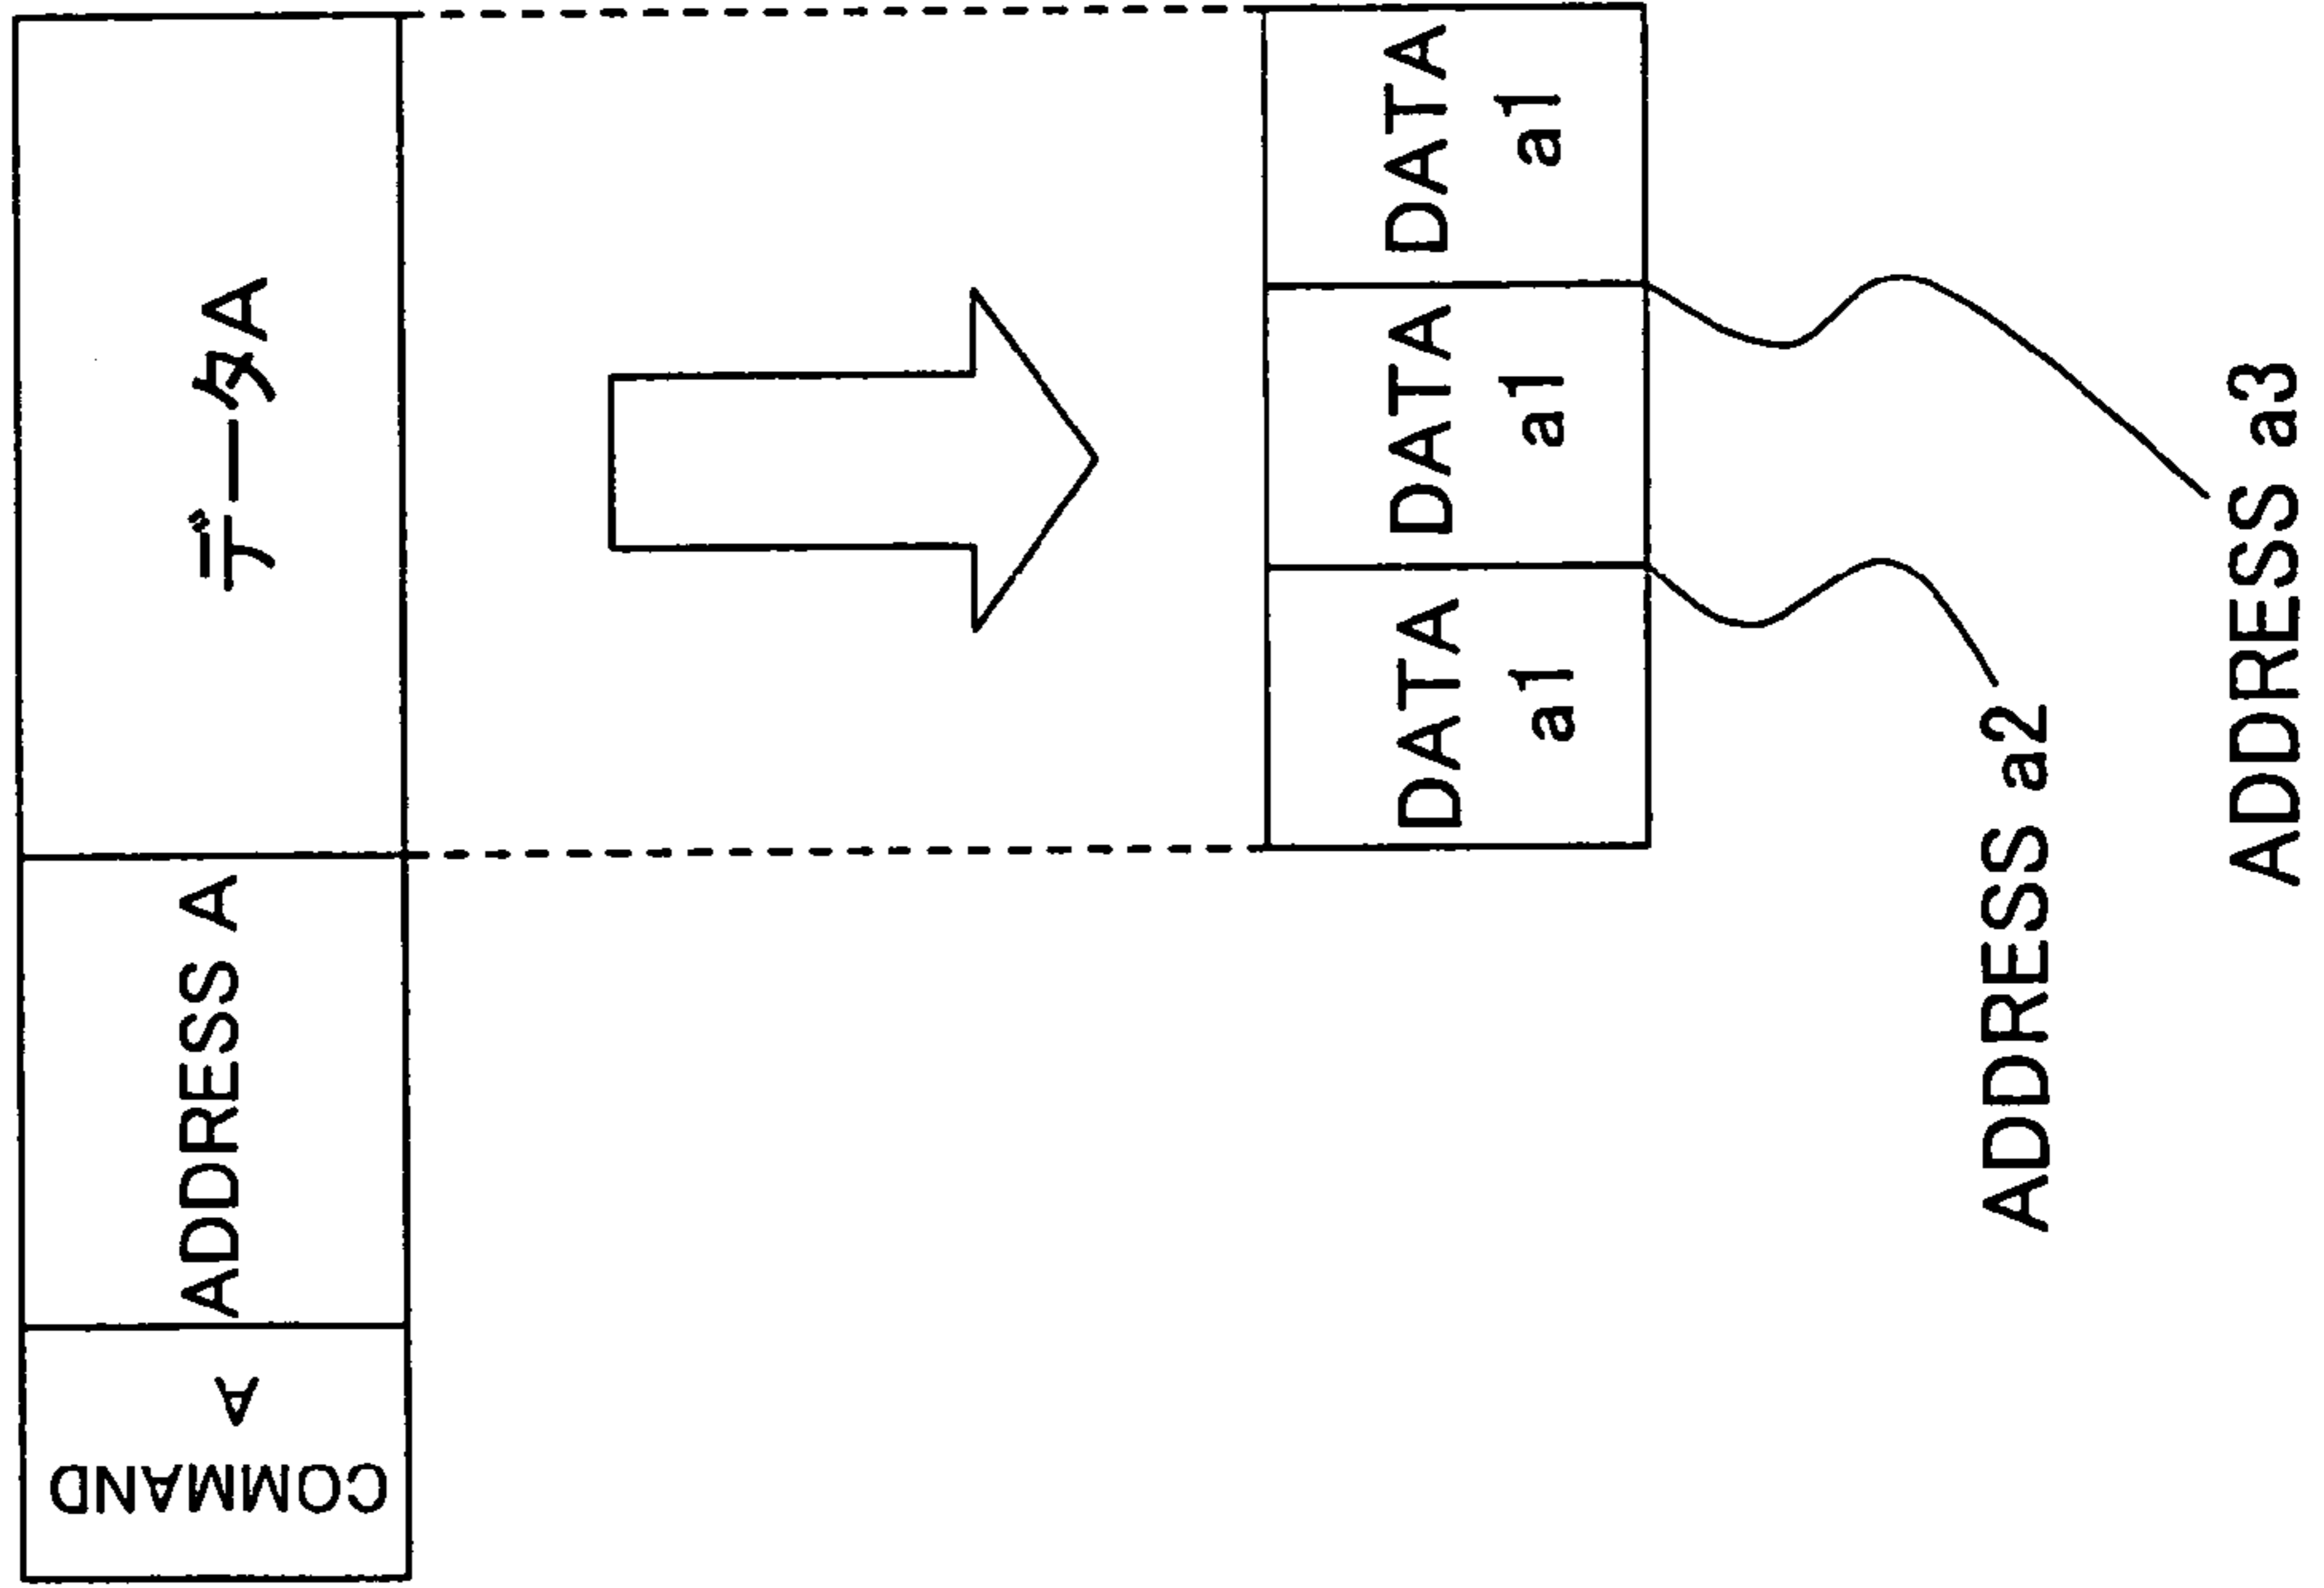 COMMAND
A
ADDRESS A
データA
DATA
a1
DATA
a1
DATA
a1
ADDRESS a2
ADDRESS a3